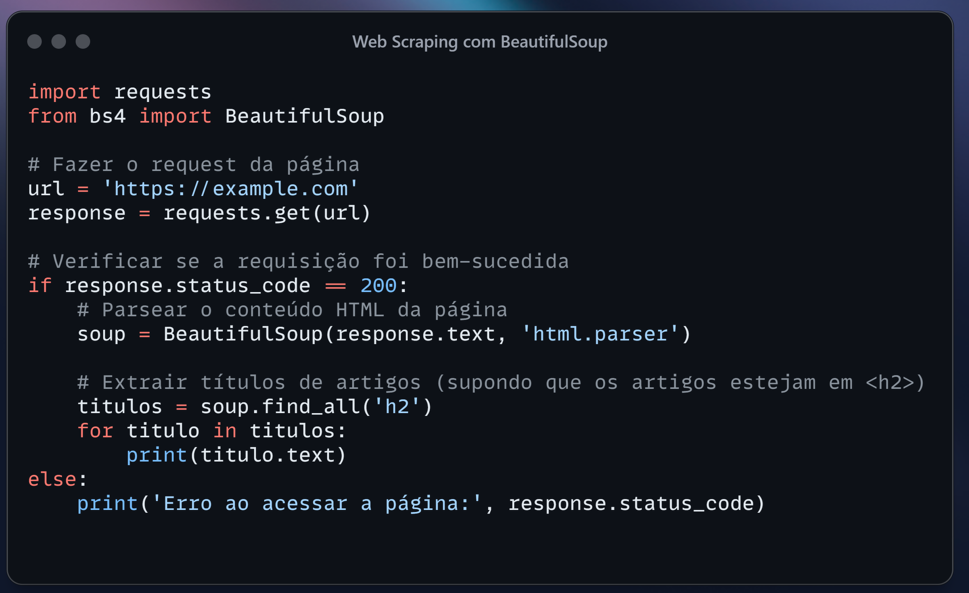 Web Scraping com BeautifulSoup
import requests
from bs4 import BeautifulSoup
# Fazer o request da página
url = 'https://example.com'
response = requests.get(url)
# Verificar se a requisição foi bem-sucedida
if response.status_code == 200:
    # Parsear o conteúdo HTML da página
    soup = BeautifulSoup(response.text, 'html.parser')
    # Extrair títulos de artigos (supondo que os artigos estejam em <h2>)
    titulos = soup.find_all('h2')
    for titulo in titulos:
        print(titulo.text)
else:
    print('Erro ao acessar a página:', response.status_code)